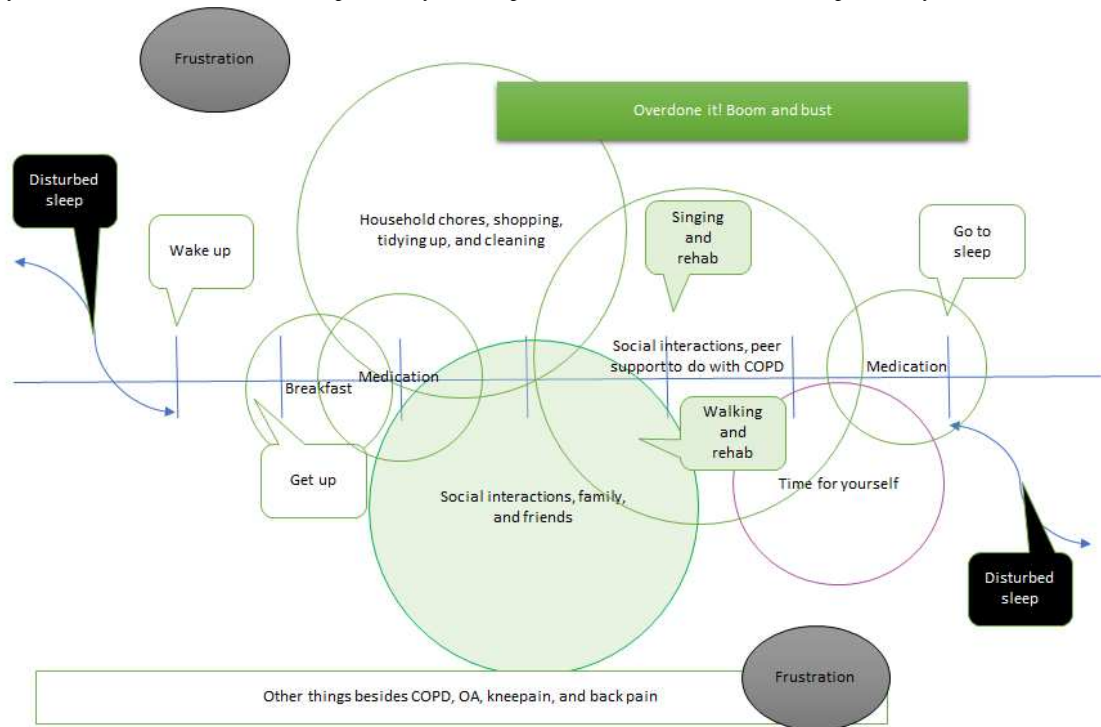 Frustration
Overdone it! Boom and bust
Disturbed
sleep
Wake up
Household chores, shopping,
tidying up, and cleaning
Singing
and
rehab
Go to
sleep
Breakfast
Medication
Social interactions, peer
support to do with COPD
Medication
Get up
Walking
and
rehab
Social interactions, family,
and friends
Time for yourself
Disturbed
sleep
Other things besides COPD, OA, kneepain, and back pain
Frustration